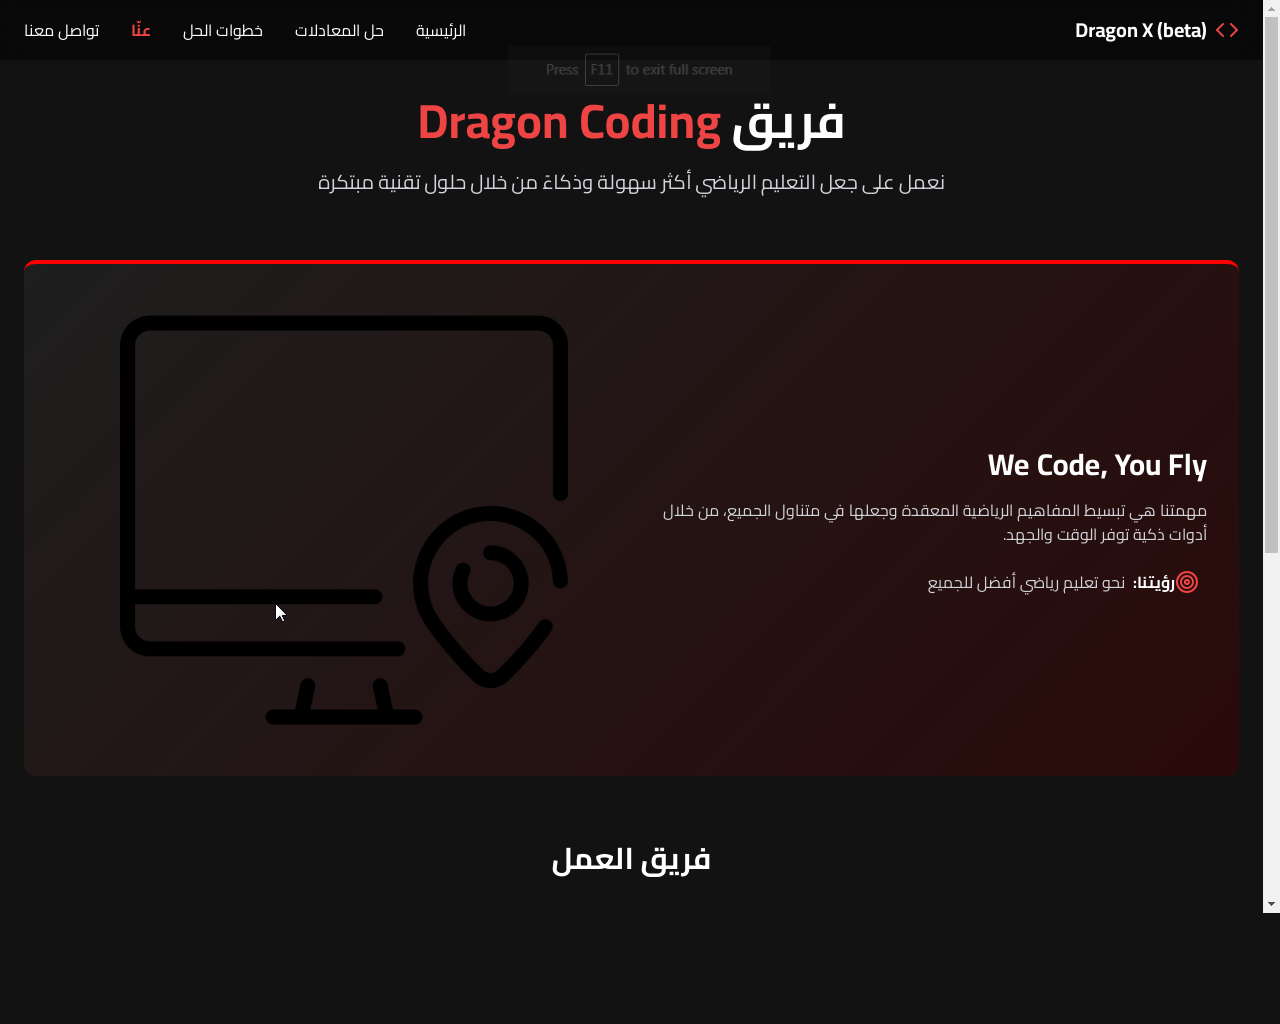 Dragon X (beta)
الرئيسية
حل المعادلات
خطوات الحل
عنّا
تواصل معنا
Press F11 to exit full screen
فريق Dragon Coding
نعمل على جعل التعليم الرياضي أكثر سهولة وذكاءً من خلال حلول تقنية مبتكرة
We Code, You Fly
مهمتنا هي تبسيط المفاهيم الرياضية المعقدة وجعلها في متناول الجميع، من خلال
أدوات ذكية توفر الوقت والجهد.
رؤيتنا: نحو تعليم رياضي أفضل للجميع
فريق العمل